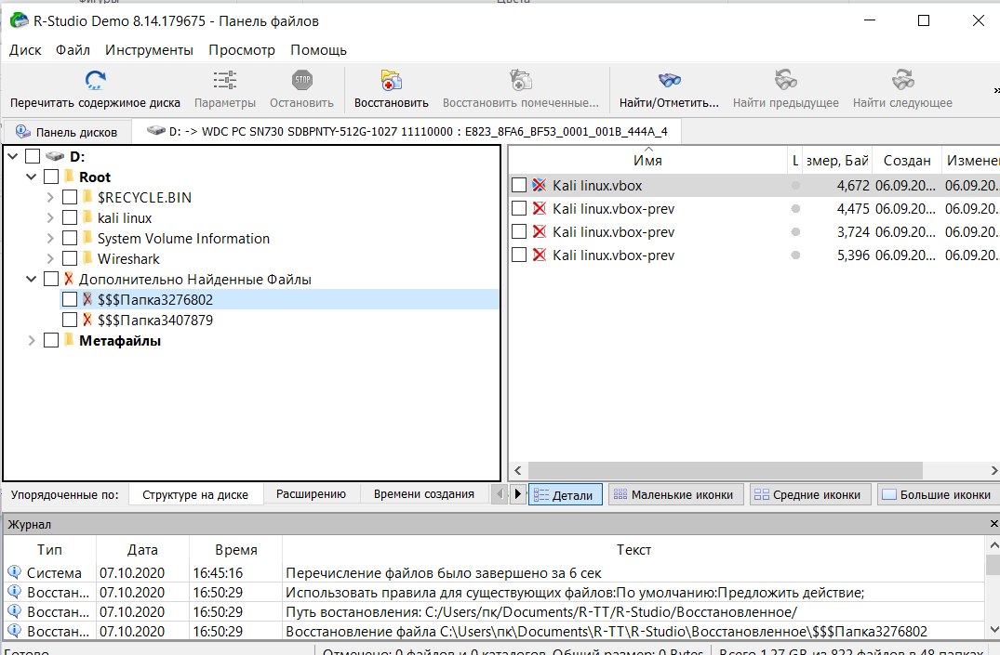 R-Studio Demo 8.14.179675 - Панель файлов
Диск Файл Инструменты Просмотр Помощь
Перечитать содержимое диска Параметры Остановить Восстановить Восстановить помеченные... Найти/Отметить... Найти предыдущее Найти следующее
STOP
Панель дисков D: -> WDC PC SN730 SDBPNTY-512G-1027 11110000 : E823_8FA6_BF53_0001_001B_444A_4
D:
Root
$RECYCLE.BIN
kali linux
System Volume Information
Wireshark
Дополнительно Найденные Файлы
$$$Папка3276802
$$$Папка3407879
Метафайлы
Имя L змер, Бай Создан Изменен
Kali linux.vbox 4,672 06.09.20... 06.09.20..
Kali linux.vbox-prev 4,475 06.09.20... 06.09.20..
Kali linux.vbox-prev 3,724 06.09.20... 06.09.20..
Kali linux.vbox-prev 5,396 06.09.20... 06.09.20..
Упорядоченные по: Структуре на диске Расширению Времени создания
Детали Маленькие иконки Средние иконки Большие иконки
Журнал
Тип Дата Время Текст
Система 07.10.2020 16:45:16 Перечисление файлов было завершено за 6 сек
Восстан... 07.10.2020 16:50:29 Использовать правила для существующих файлов:По умолчанию:Предложить действие;
Восстан... 07.10.2020 16:50:29 Путь востановления: C:/Users/пк/Documents/R-TT/R-Studio/Восстановленное/
Восстан... 07.10.2020 16:50:29 Восстановление файла C:\Users\пк\Documents\R-TT\R-Studio\Восстановленное\$$$Папка3276802
Готово Отмечено: 0 файлов и 0 каталогов. Общий размер: 0 Bytes Всего 1.27 GB из 822 файлов в 48 папках